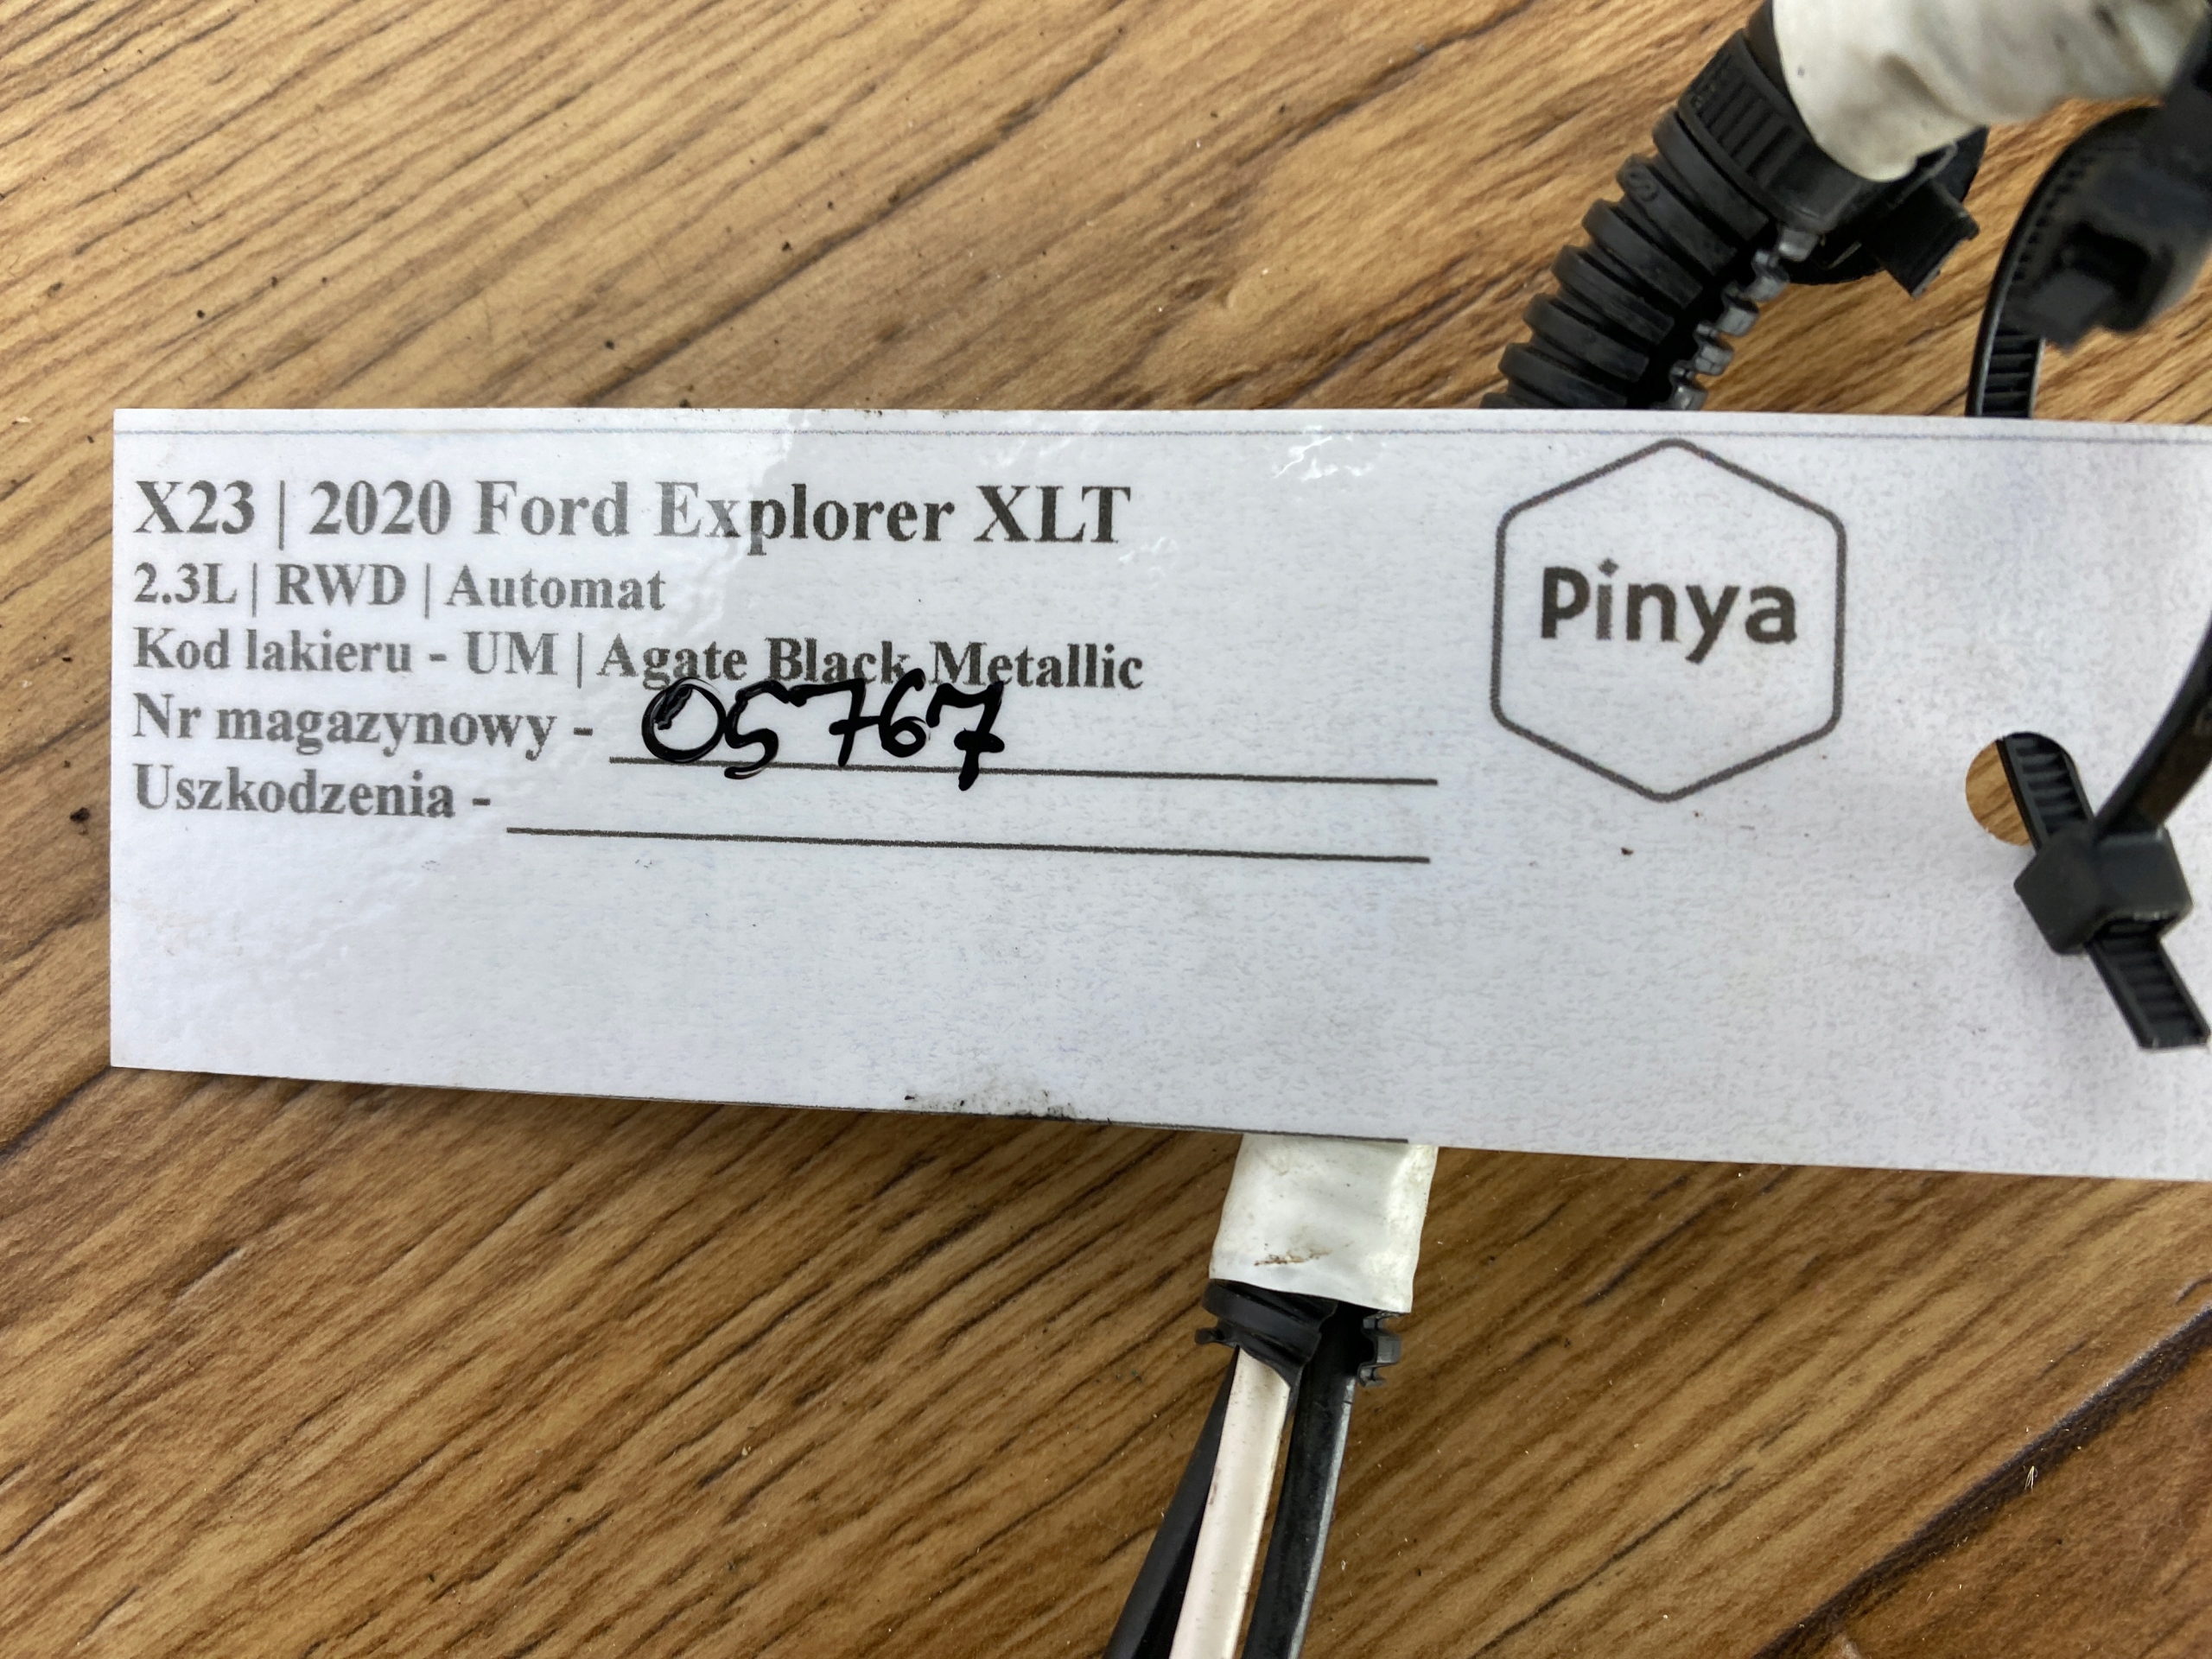 X23 | 2020 Ford Explorer XLT
2.3L | RWD | Automat
Kod lakieru - UM | Agate Black Metallic
Nr magazynowy - 05767
Uszkodzenia -
Pinya